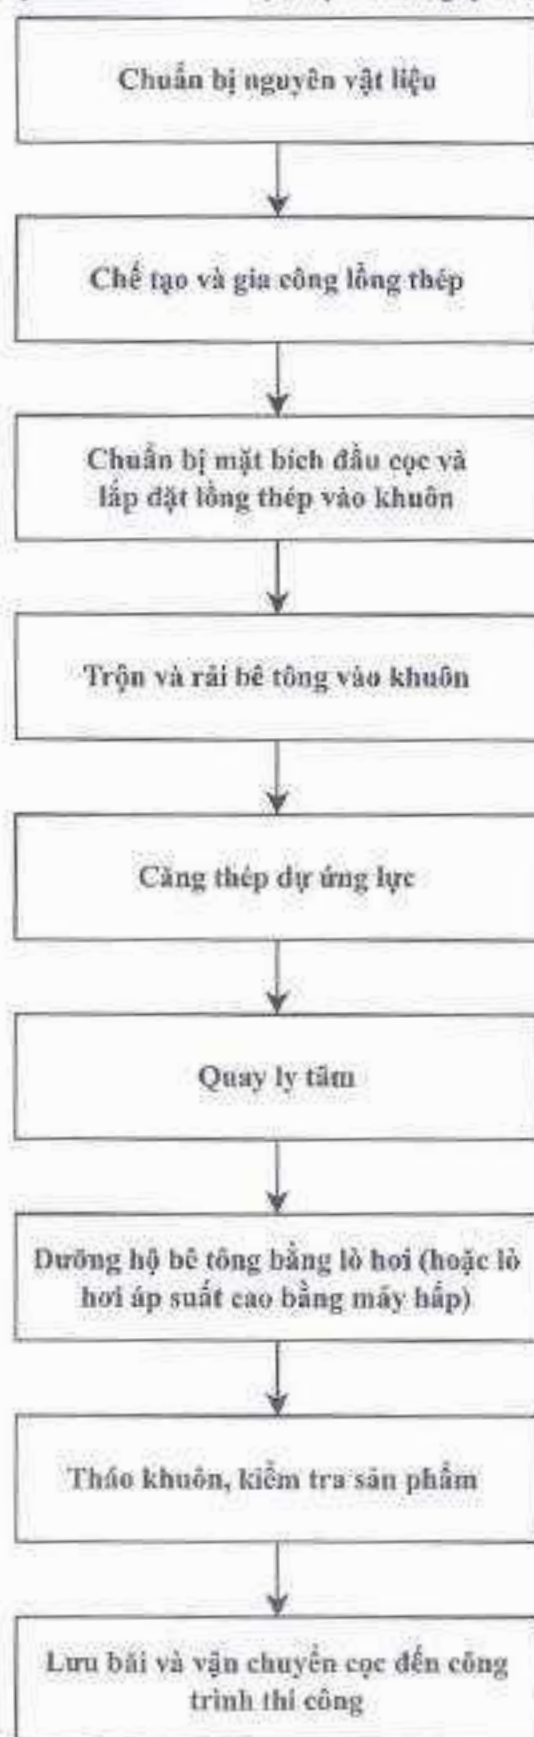 Chuẩn bị nguyên vật liệu
Chế tạo và gia công lồng thép
Chuẩn bị mặt bích đầu cọc và
lắp đặt lồng thép vào khuôn
Trộn và rải bê tông vào khuôn
Căng thép dự ứng lực
Quay ly tâm
Dưỡng hộ bê tông bằng lò hơi (hoặc lò
hơi áp suất cao bằng máy hấp)
Tháo khuôn, kiểm tra sản phẩm
Lưu bãi và vận chuyển cọc đến công
trình thi công